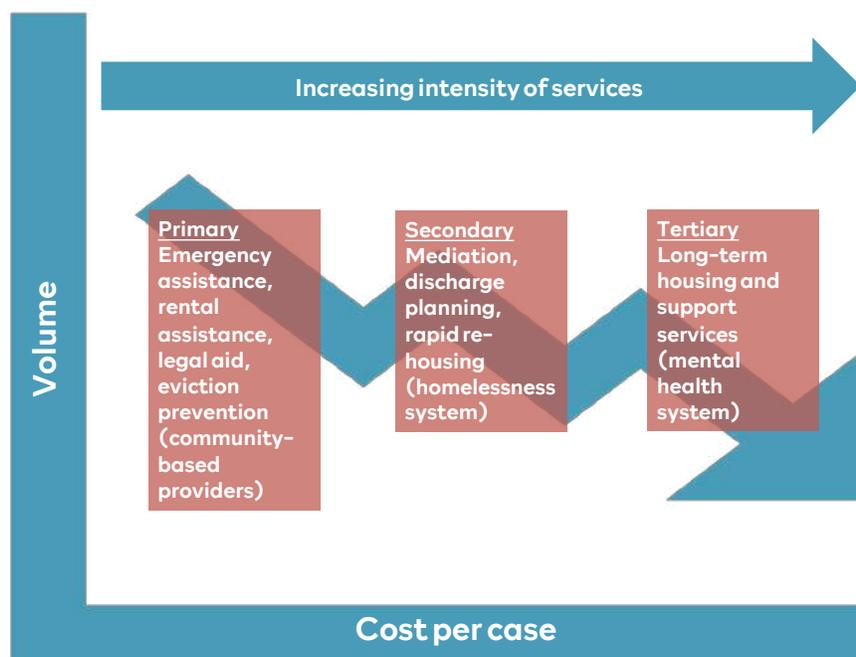 Increasing intensity of services
Volume
Primary
Emergency
assistance,
rental
assistance,
legal aid,
eviction
prevention
(community-
based
providers)
Secondary
Mediation,
discharge
planning,
rapid re-
housing
(homelessness
system)
Tertiary
Long-term
housing and
support
services
(mental
health
system)
Cost per case